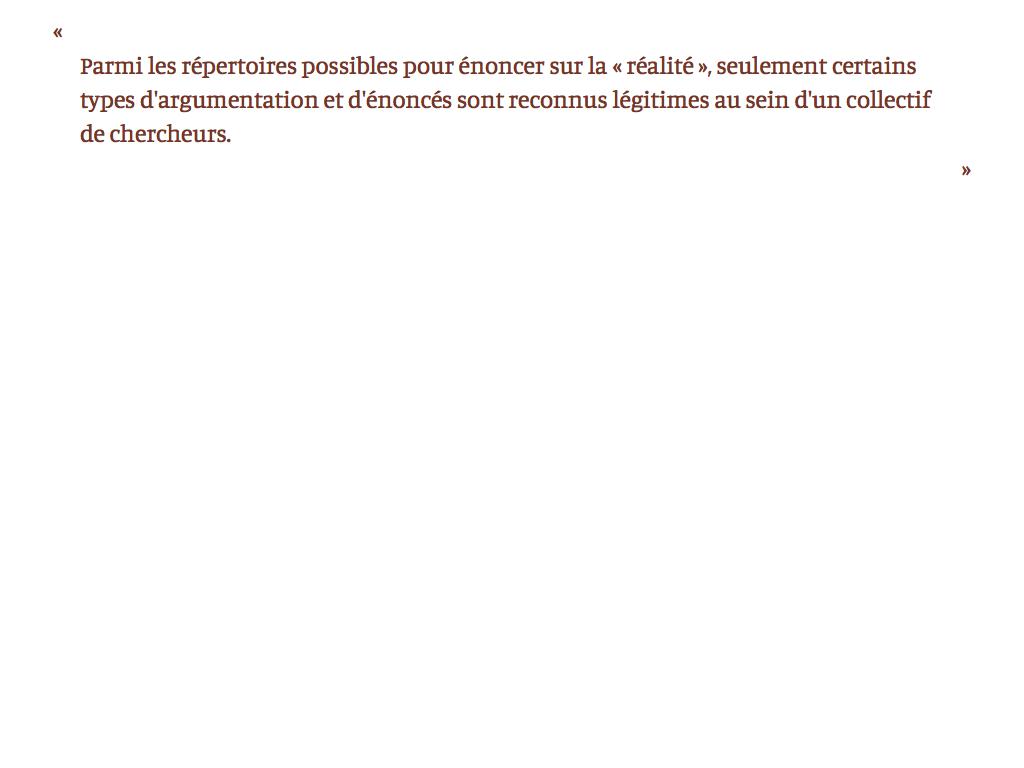 «
Parmi les répertoires possibles pour énoncer sur la « réalité », seulement certains
types d'argumentation et d'énoncés sont reconnus légitimes au sein d'un collectif
de chercheurs.
»